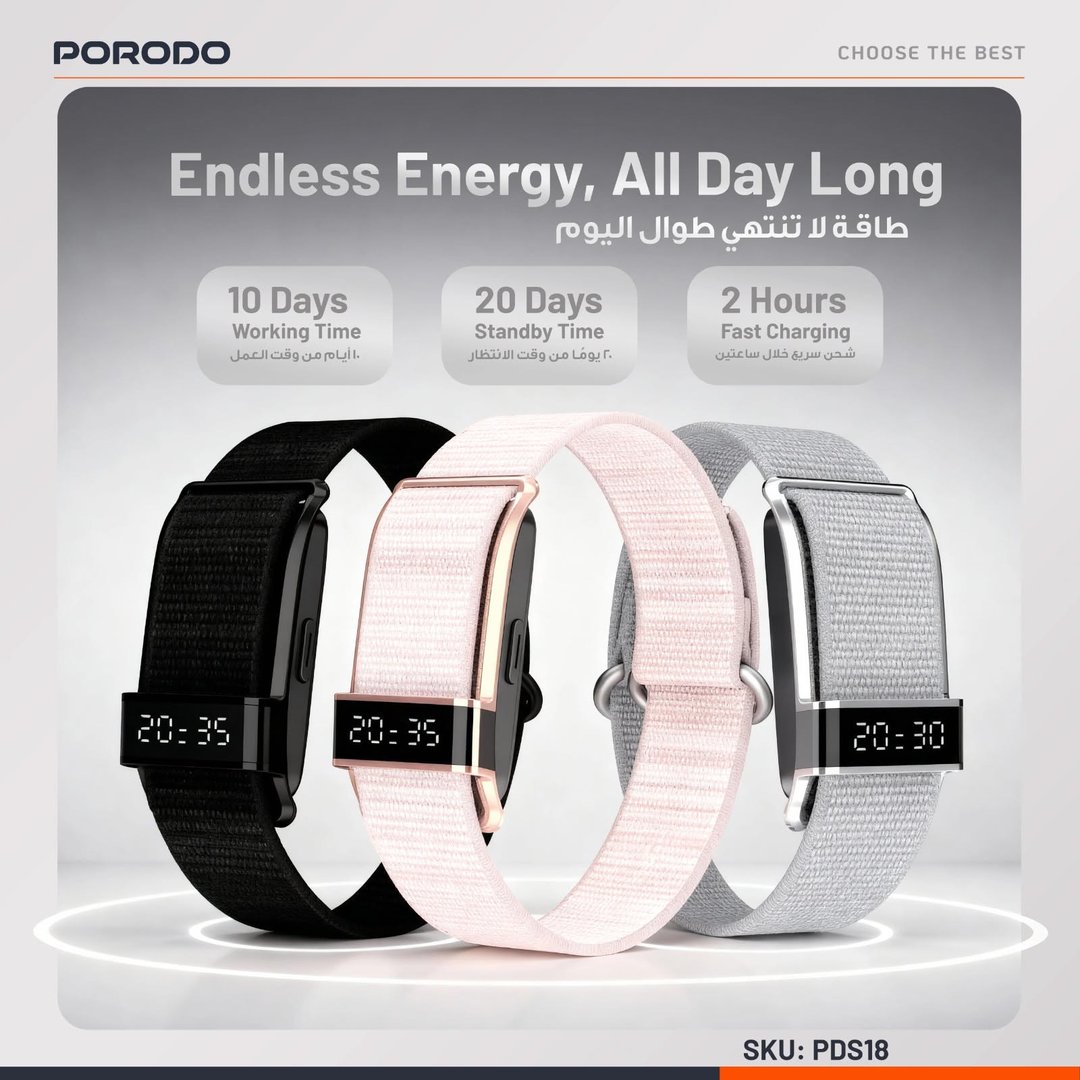 PORODO
CHOOSE THE BEST
Endless Energy, All Day Long
طاقة لا تنتهي طوال اليوم
10 Days
Working Time
١٠ أيام من وقت العمل
20 Days
Standby Time
٢٠ يومًا من وقت الانتظار
2 Hours
Fast Charging
شحن سريع خلال ساعتين
20:35
20:35
20:30
SKU: PDS18